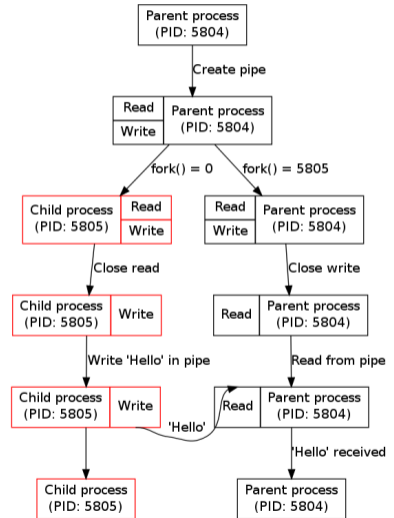 Parent process
(PID: 5804)
Create pipe
Read
Write
Parent process
(PID: 5804)
fork() = 0
fork() = 5805
Child process
(PID: 5805)
Read
Write
Read
Write
Parent process
(PID: 5804)
Close read
Close write
Child process
(PID: 5805)
Write
Read
Parent process
(PID: 5804)
Write 'Hello' in pipe
Read from pipe
Child process
(PID: 5805)
Write
'Hello'
Read
Parent process
(PID: 5804)
'Hello' received
Child process
(PID: 5805)
Parent process
(PID: 5804)